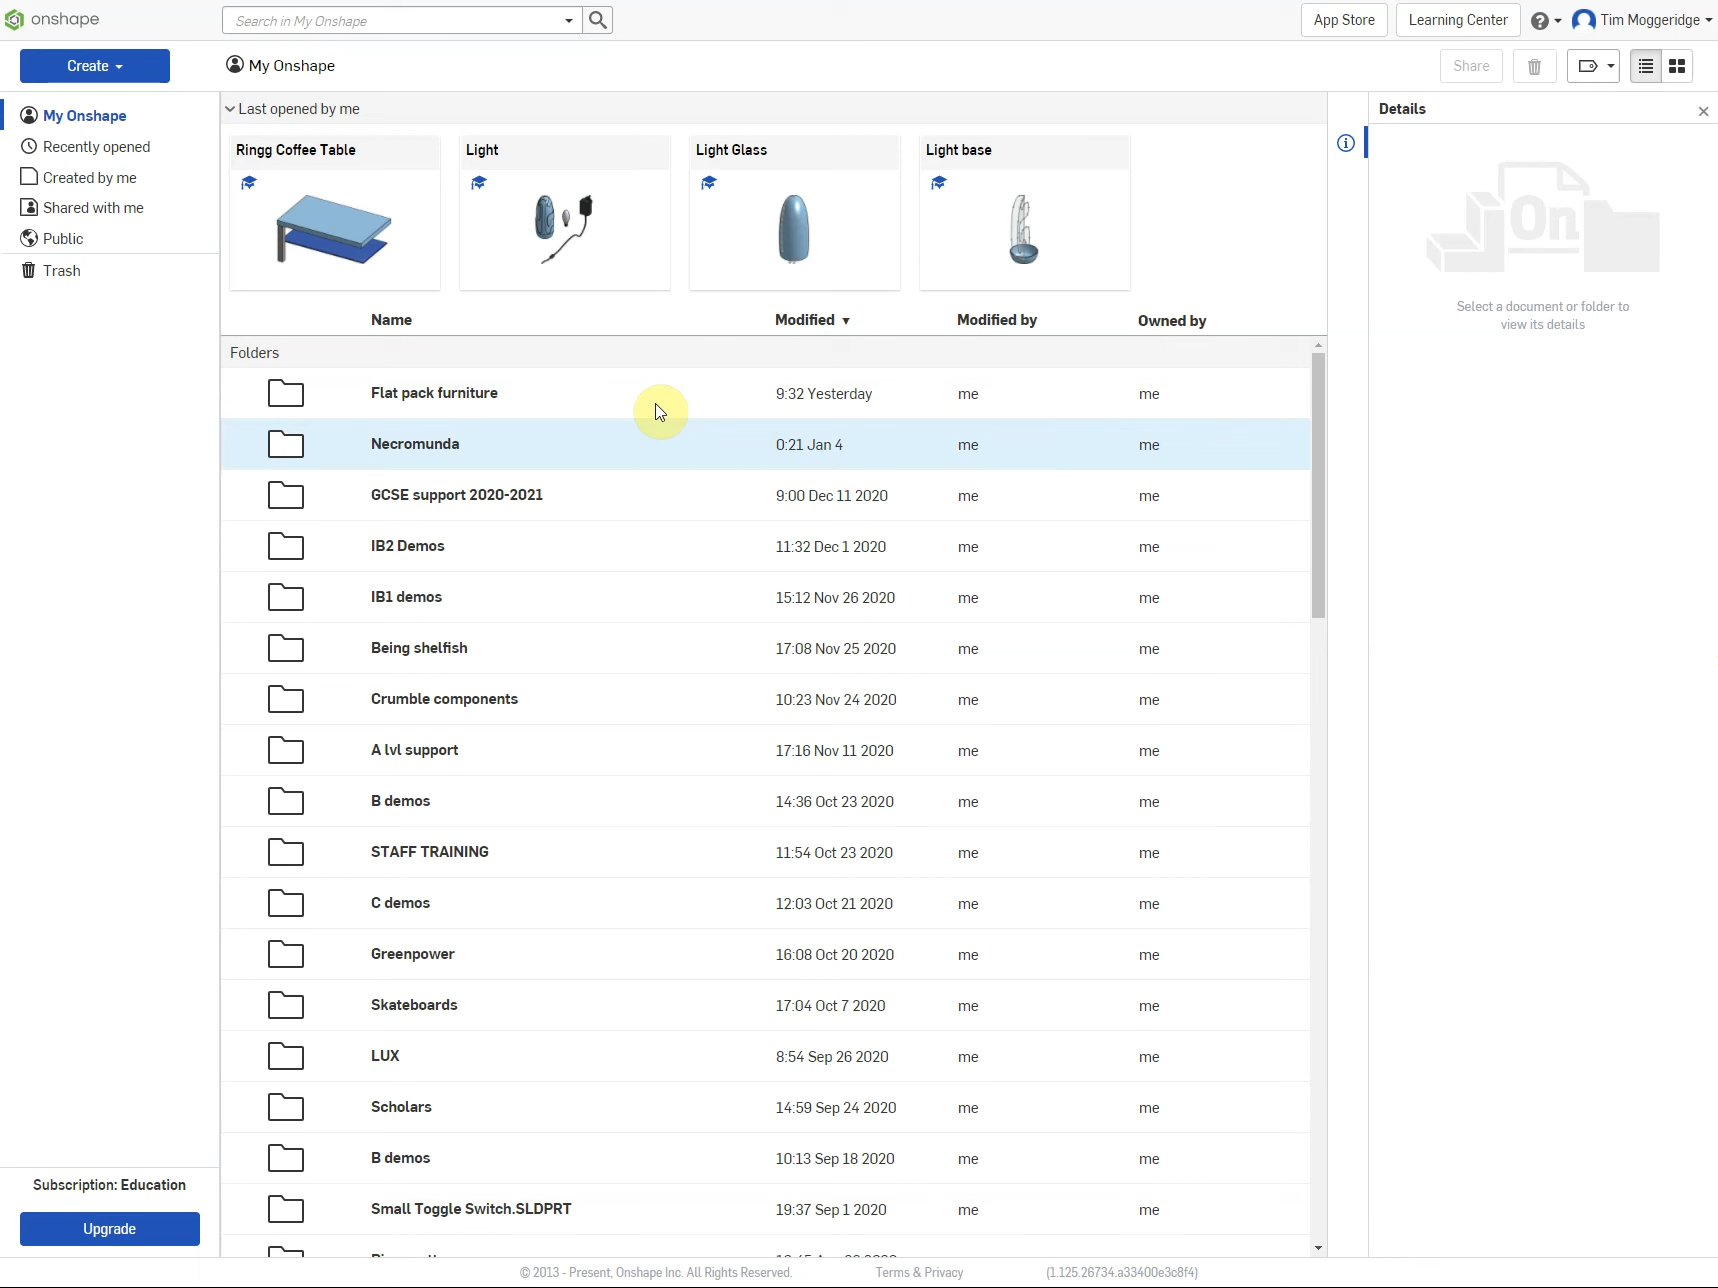 onshape
Search in My Onshape
App Store
Learning Center
Tim Moggeridge
Create
My Onshape
Share
My Onshape
Recently opened
Created by me
Shared with me
Public
Trash
Last opened by me
Ringg Coffee Table
Light
Light Glass
Light base
Details
On
Select a document or folder to
view its details
Name Modified Modified by Owned by
Folders
Flat pack furniture 9:32 Yesterday me me
Necromunda 0:21 Jan 4 me me
GCSE support 2020-2021 9:00 Dec 11 2020 me me
IB2 Demos 11:32 Dec 1 2020 me me
IB1 demos 15:12 Nov 26 2020 me me
Being shelfish 17:08 Nov 25 2020 me me
Crumble components 10:23 Nov 24 2020 me me
A lvl support 17:16 Nov 11 2020 me me
B demos 14:36 Oct 23 2020 me me
STAFF TRAINING 11:54 Oct 23 2020 me me
C demos 12:03 Oct 21 2020 me me
Greenpower 16:08 Oct 20 2020 me me
Skateboards 17:04 Oct 7 2020 me me
LUX 8:54 Sep 26 2020 me me
Scholars 14:59 Sep 24 2020 me me
B demos 10:13 Sep 18 2020 me me
Small Toggle Switch.SLDPRT 19:37 Sep 1 2020 me me
Subscription: Education
Upgrade
© 2013 - Present, Onshape Inc. All Rights Reserved. Terms & Privacy (1.125.26734.a33400e3c8f4)